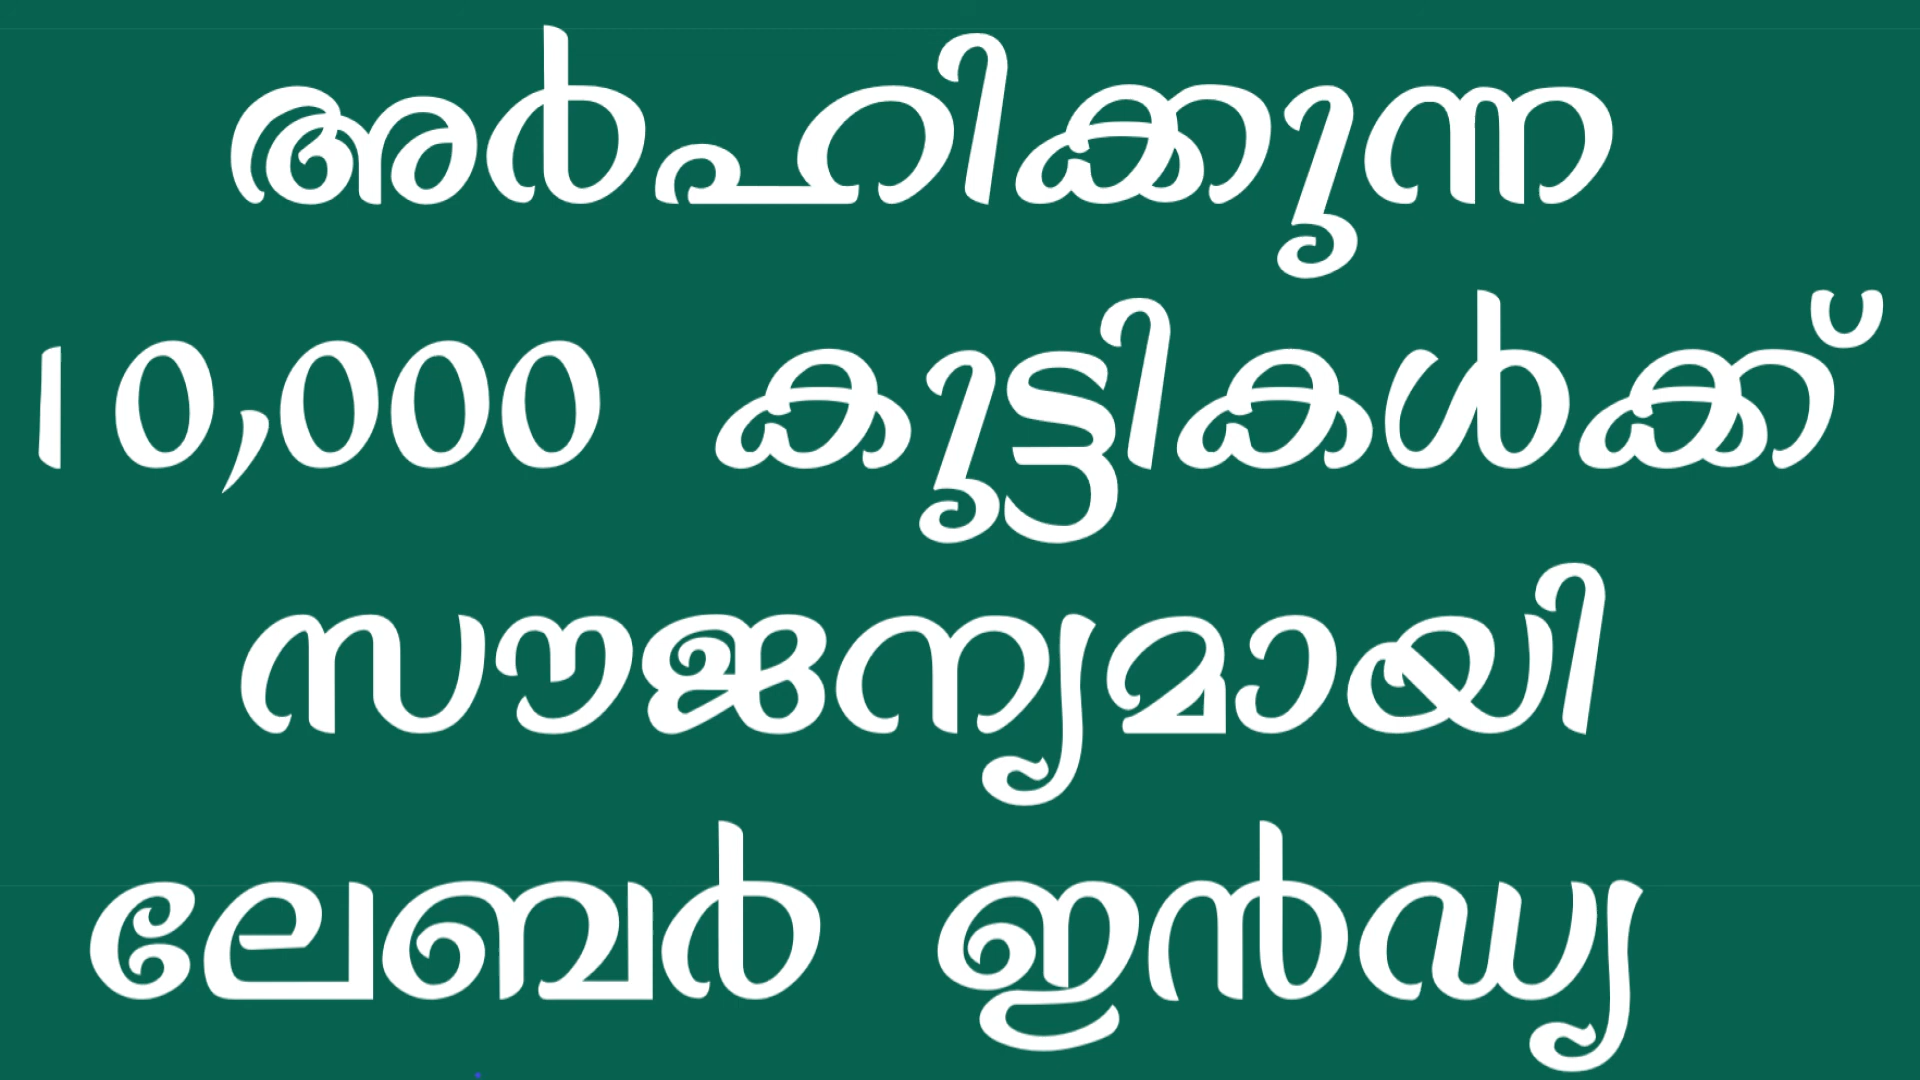 അർഹിക്കുന്ന
10,000 കുട്ടികൾക്ക്
സൗജന്യമായി
ലേബർ ഇൻഡ്യ